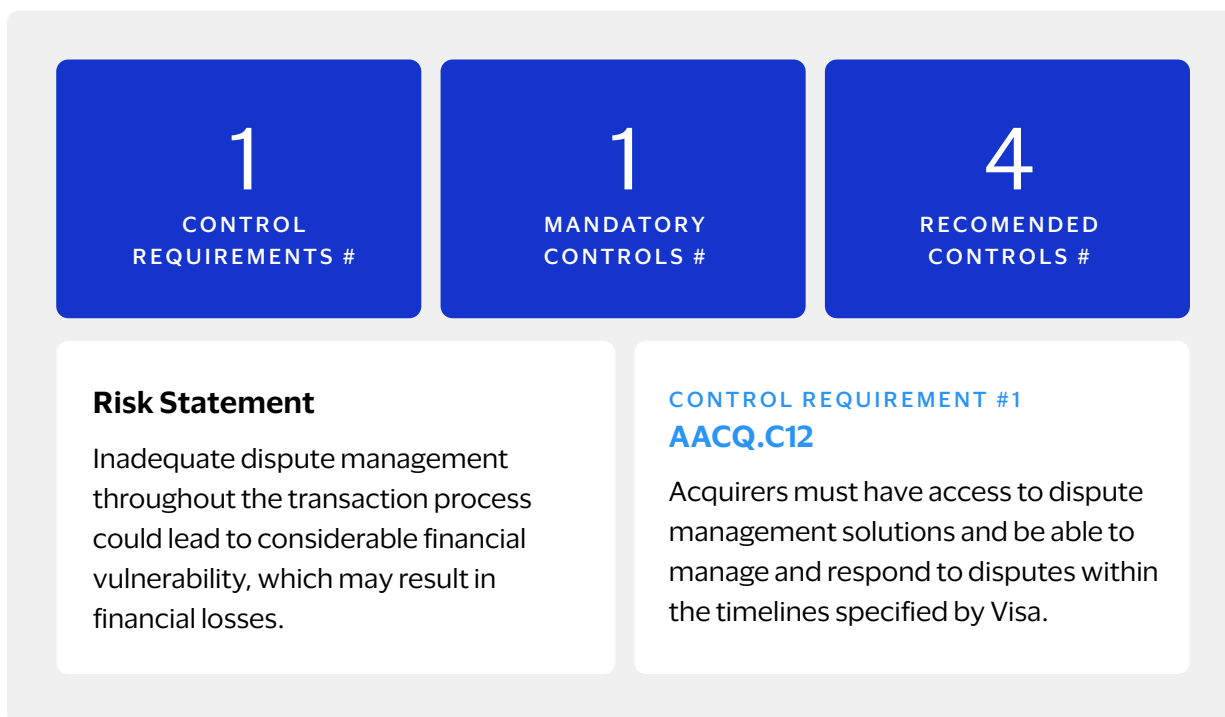 1
CONTROL
REQUIREMENTS #
1
MANDATORY
CONTROLS #
4
RECOMENDED
CONTROLS #
Risk Statement
Inadequate dispute management
throughout the transaction process
could lead to considerable financial
vulnerability, which may result in
financial losses.
CONTROL REQUIREMENT #1
AACQ.C12
Acquirers must have access to dispute
management solutions and be able to
manage and respond to disputes within
the timelines specified by Visa.